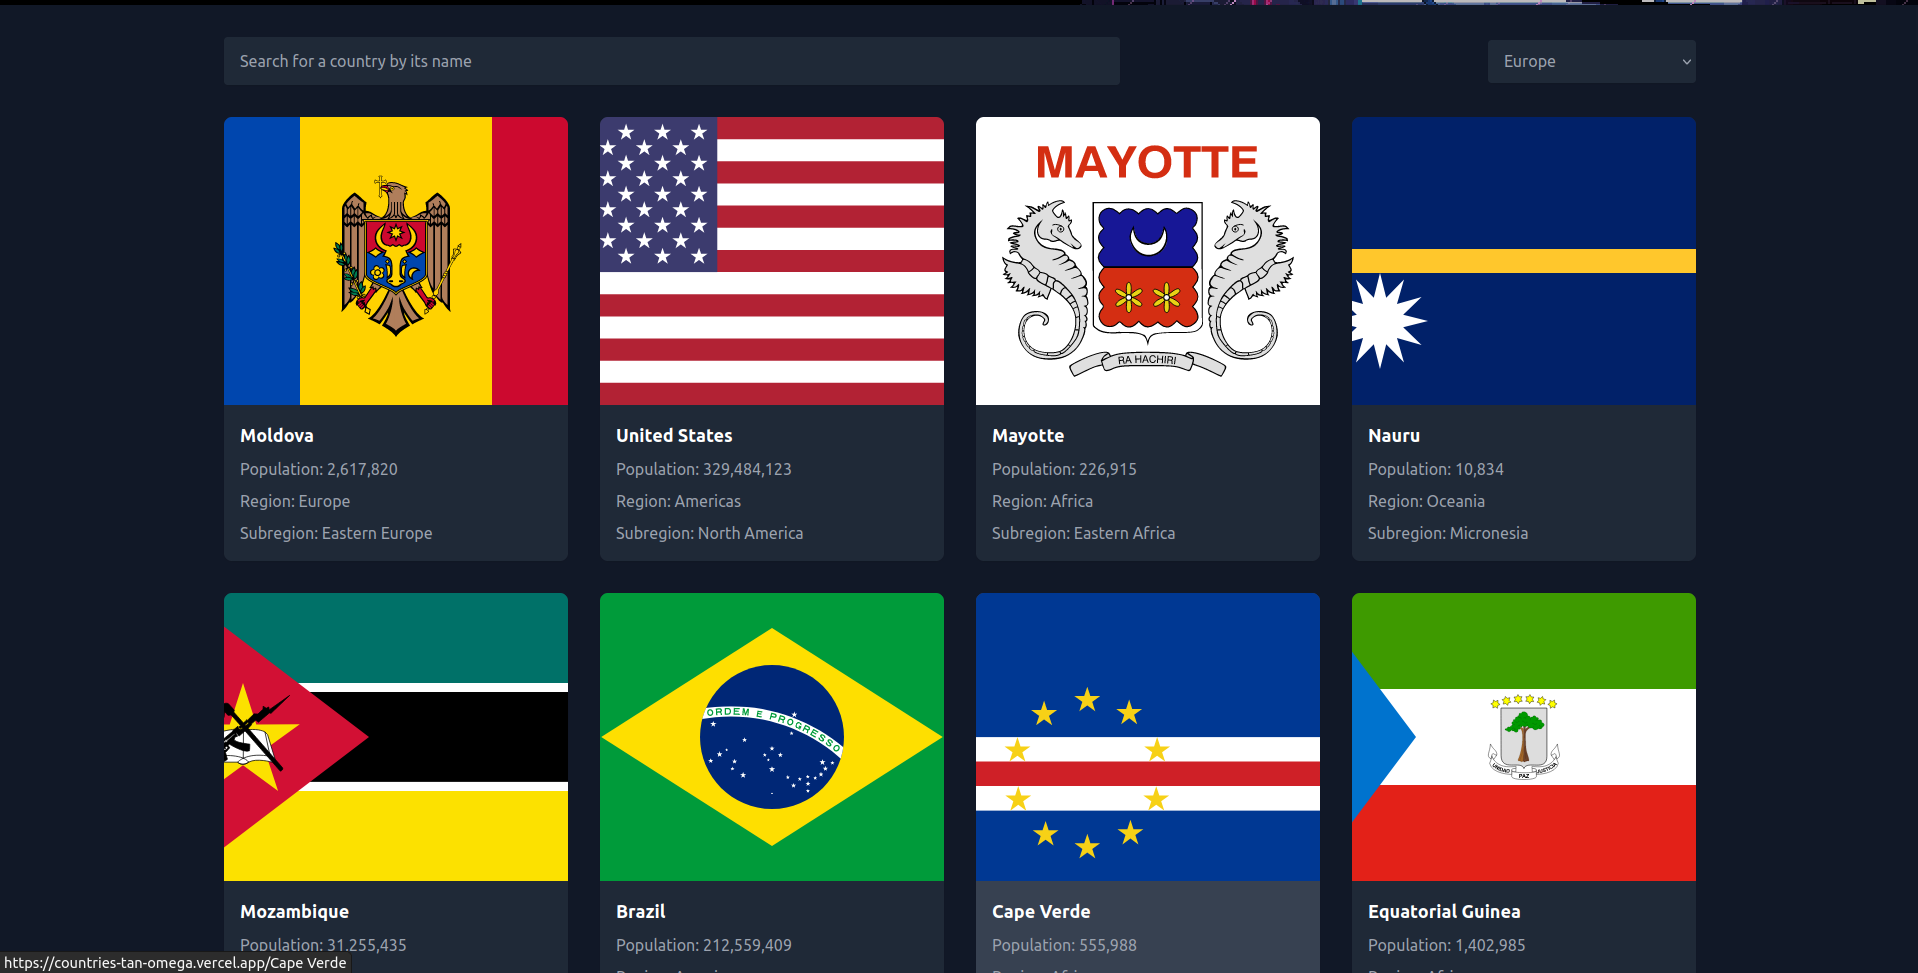 Search for a country by its name
Europe
MAYOTTE
RA HACHIRI
Moldova
Population: 2,617,820
Region: Europe
Subregion: Eastern Europe
United States
Population: 329,484,123
Region: Americas
Subregion: North America
Mayotte
Population: 226,915
Region: Africa
Subregion: Eastern Africa
Nauru
Population: 10,834
Region: Oceania
Subregion: Micronesia
ORDEM E PROGRESSO
UNIDAD PAZ JUSTICIA
Mozambique
Population: 31,255,435
Brazil
Population: 212,559,409
Cape Verde
Population: 555,988
Equatorial Guinea
Population: 1,402,985
https://countries-tan-omega.vercel.app/Cape Verde